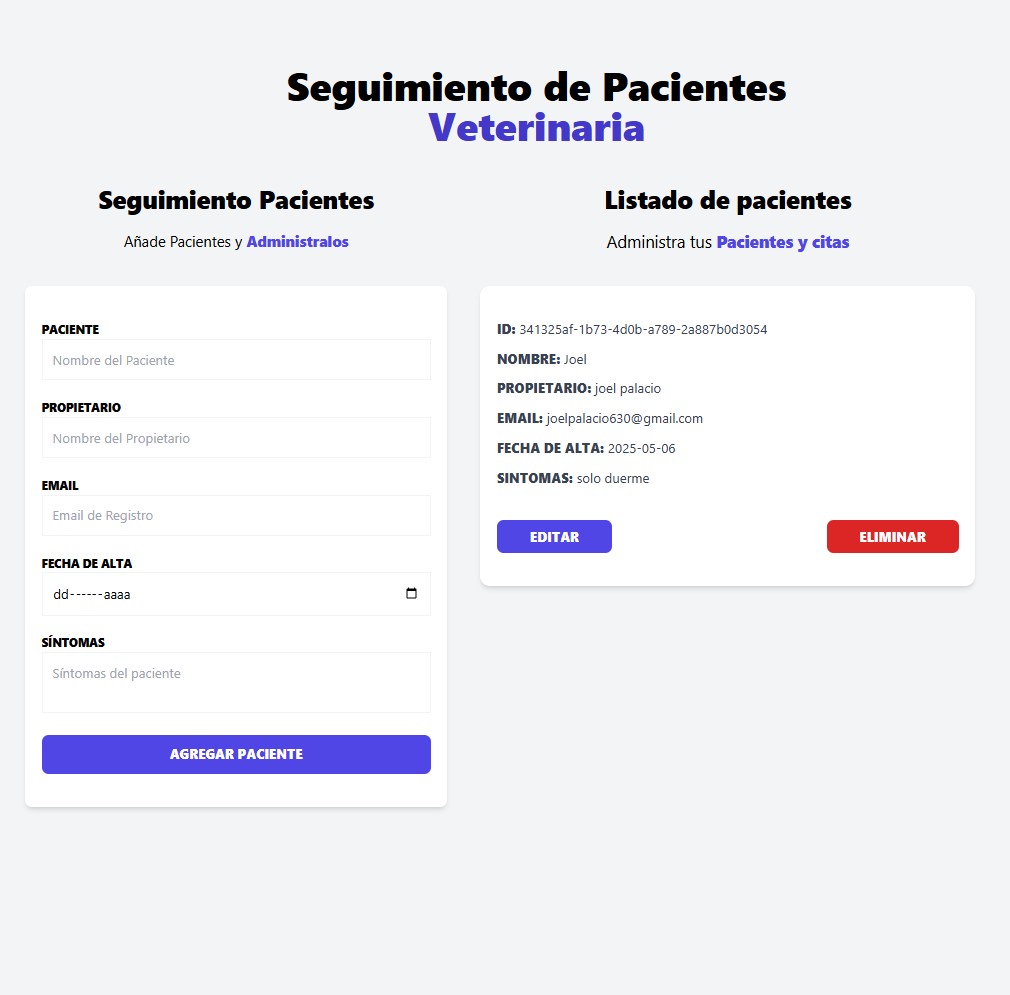 Seguimiento de Pacientes
Veterinaria
Seguimiento Pacientes
Añade Pacientes y Administralos
PACIENTE
Nombre del Paciente
PROPIETARIO
Nombre del Propietario
EMAIL
Email de Registro
FECHA DE ALTA
dd------aaaa
SÍNTOMAS
Síntomas del paciente
AGREGAR PACIENTE
Listado de pacientes
Administra tus Pacientes y citas
ID: 341325af-1b73-4d0b-a789-2a887b0d3054
NOMBRE: Joel
PROPIETARIO: joel palacio
EMAIL: joelpalacio630@gmail.com
FECHA DE ALTA: 2025-05-06
SINTOMAS: solo duerme
EDITAR
ELIMINAR